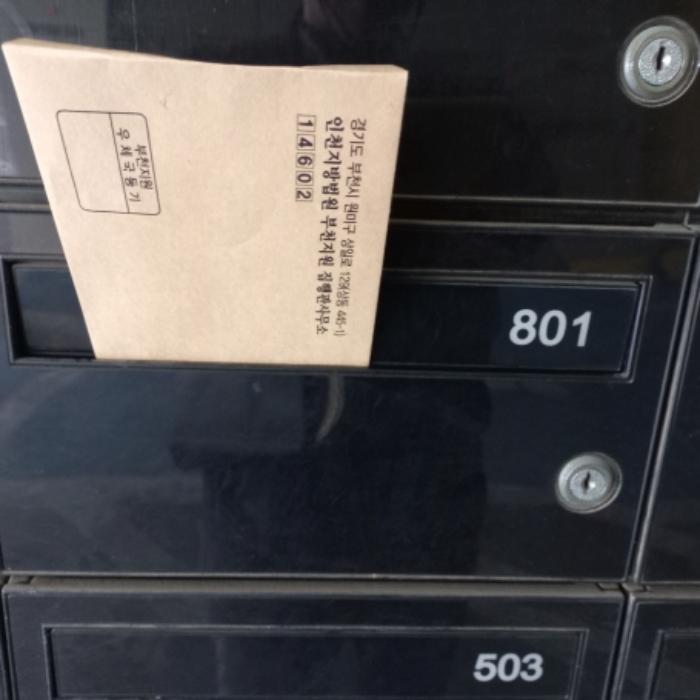 경기도 부천시 원미구 상일로 129(상동 445-1)
인천지방법원 부천지원 집행관사무소
14602
부천지원
우체국용기
801
503